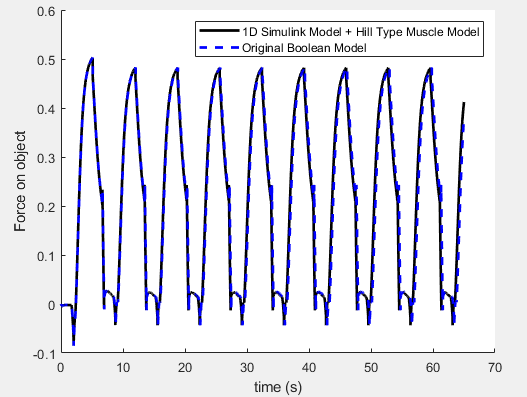 0.6
0.5
0.4
0.3
0.2
0.1
0
-0.1
Force on object
1D Simulink Model + Hill Type Muscle Model
Original Boolean Model
0 10 20 30 40 50 60 70
time (s)